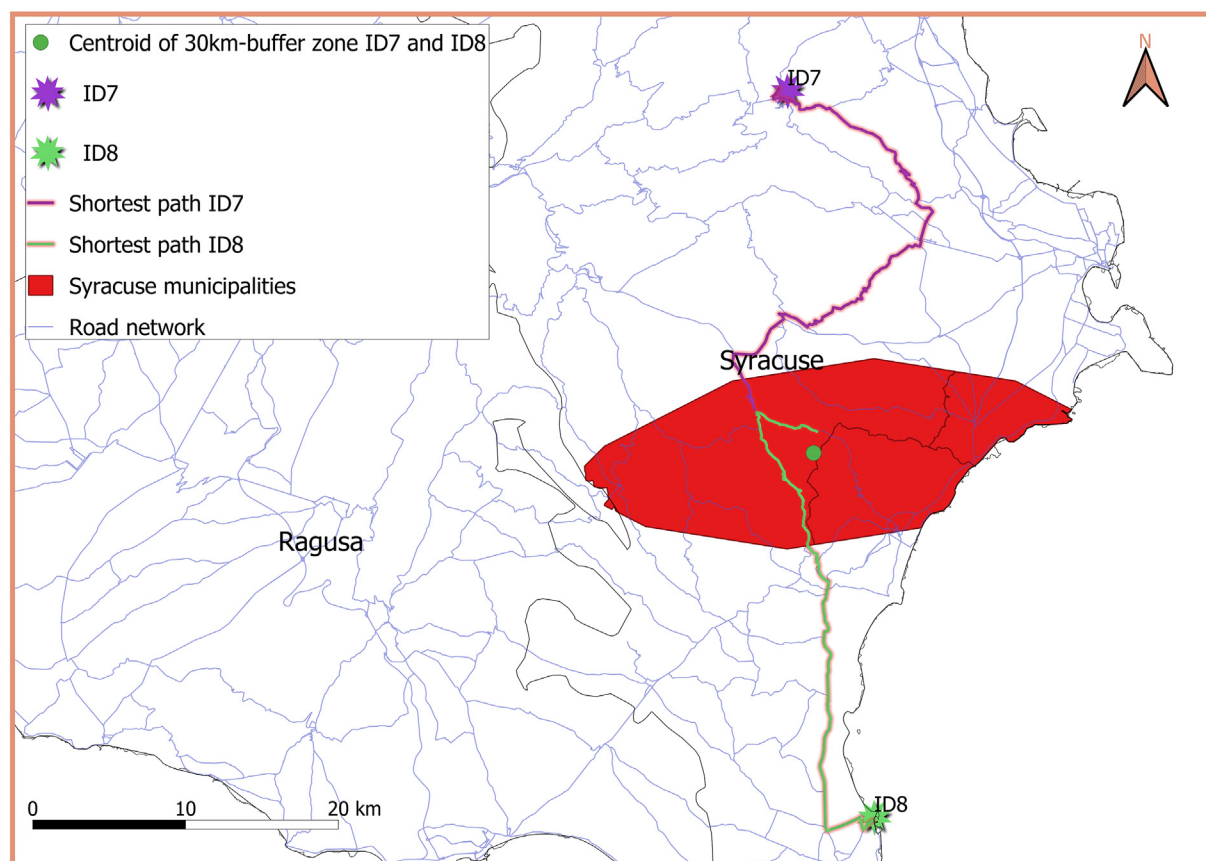 Centroid of 30km-buffer zone ID7 and ID8
ID7
ID8
Shortest path ID7
Shortest path ID8
Syracuse municipalities
Road network
N
ID7
Syracuse
Ragusa
ID8
0 10 20 km